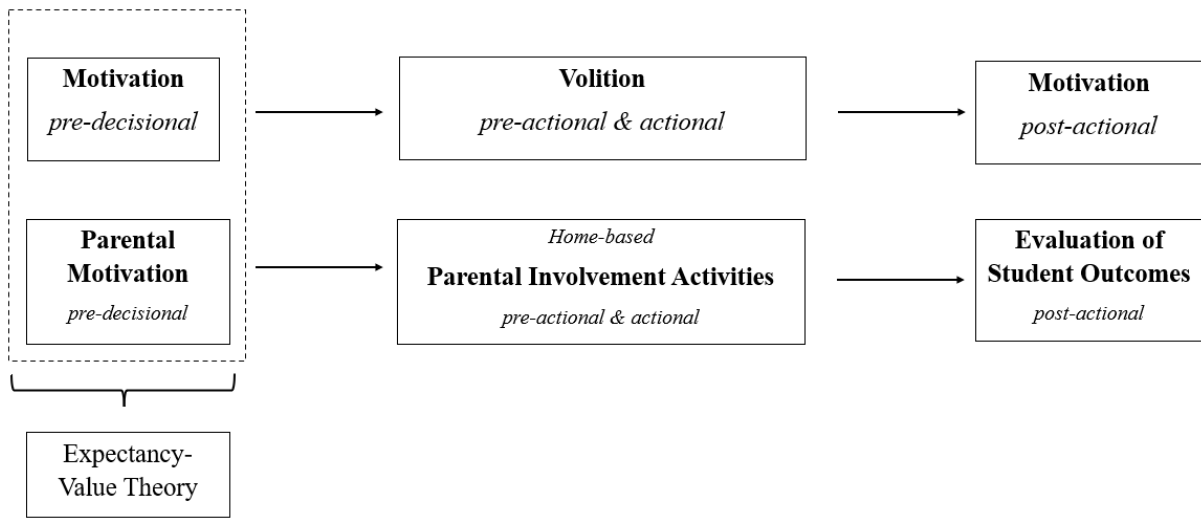 Motivation
pre-decisional
Volition
pre-actional & actional
Motivation
post-actional
Parental
Motivation
pre-decisional
Home-based
Parental Involvement Activities
pre-actional & actional
Evaluation of
Student Outcomes
post-actional
Expectancy-
Value Theory